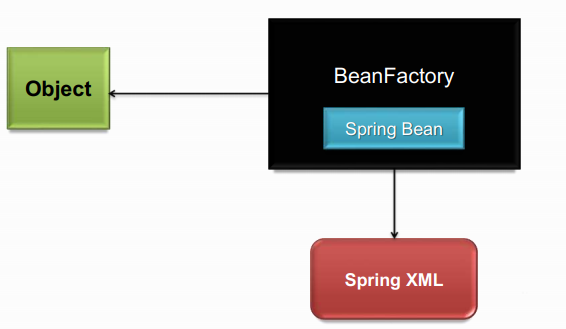 Object
BeanFactory
Spring Bean
Spring XML